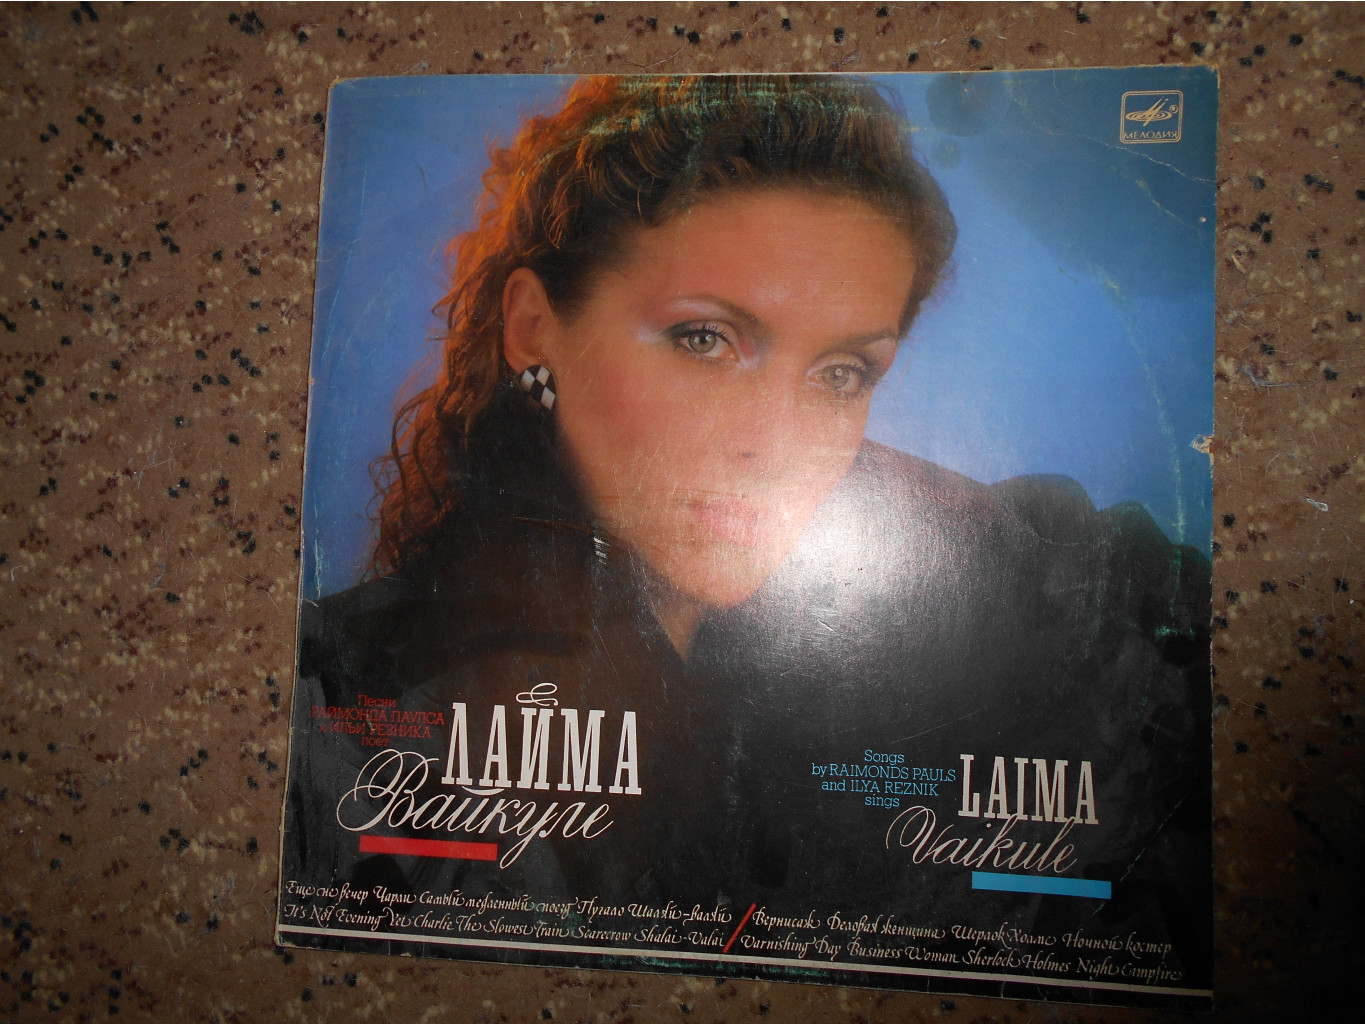 МЕЛОДИЯ
Песни
РАЙМОНДА ПАУЛСА
и ИЛЬИ РЕЗНИКА
поет
ЛАЙМА
Вайкуле
Songs
by RAIMONDS PAULS
and ILYA REZNIK
sings
LAIMA
Vaikule
Еще не вечер Чарли Самый медленный поезд Пугало Шаляй-валяй / Вернисаж Деловая женщина Шерлок Холмс Ночной костер
It's Not Evening Yet Charlie The Slowest Train Scarecrow Shalai-Valai / Varnishing Day Business Woman Sherlock Holmes Night Campfire